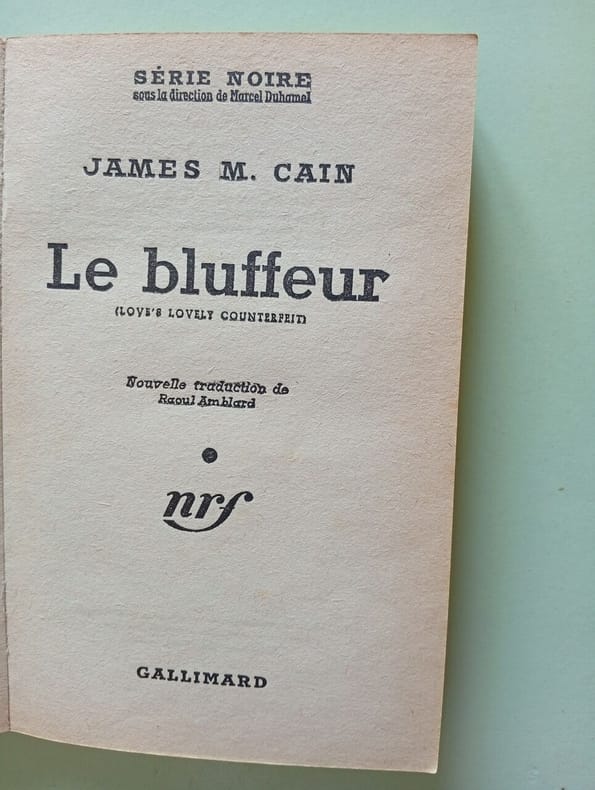 SÉRIE NOIRE
sous la direction de Marcel Duhamel
JAMES M. CAIN
Le bluffeur
(LOVE'S LOVELY COUNTERFEIT)
Nouvelle traduction de
Raoul Amblard
nrf
GALLIMARD